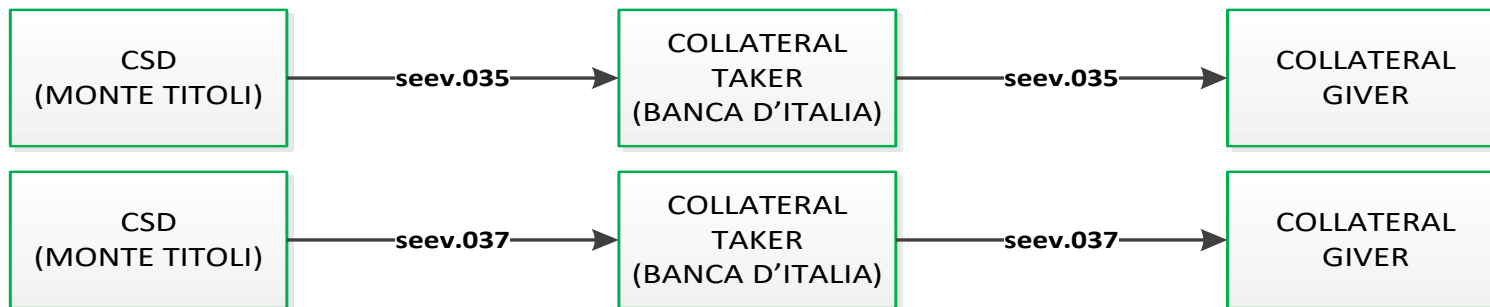 CSD
(MONTE TITOLI)
seev.035
COLLATERAL
TAKER
(BANCA D’ITALIA)
seev.035
COLLATERAL
GIVER
CSD
(MONTE TITOLI)
seev.037
COLLATERAL
TAKER
(BANCA D’ITALIA)
seev.037
COLLATERAL
GIVER